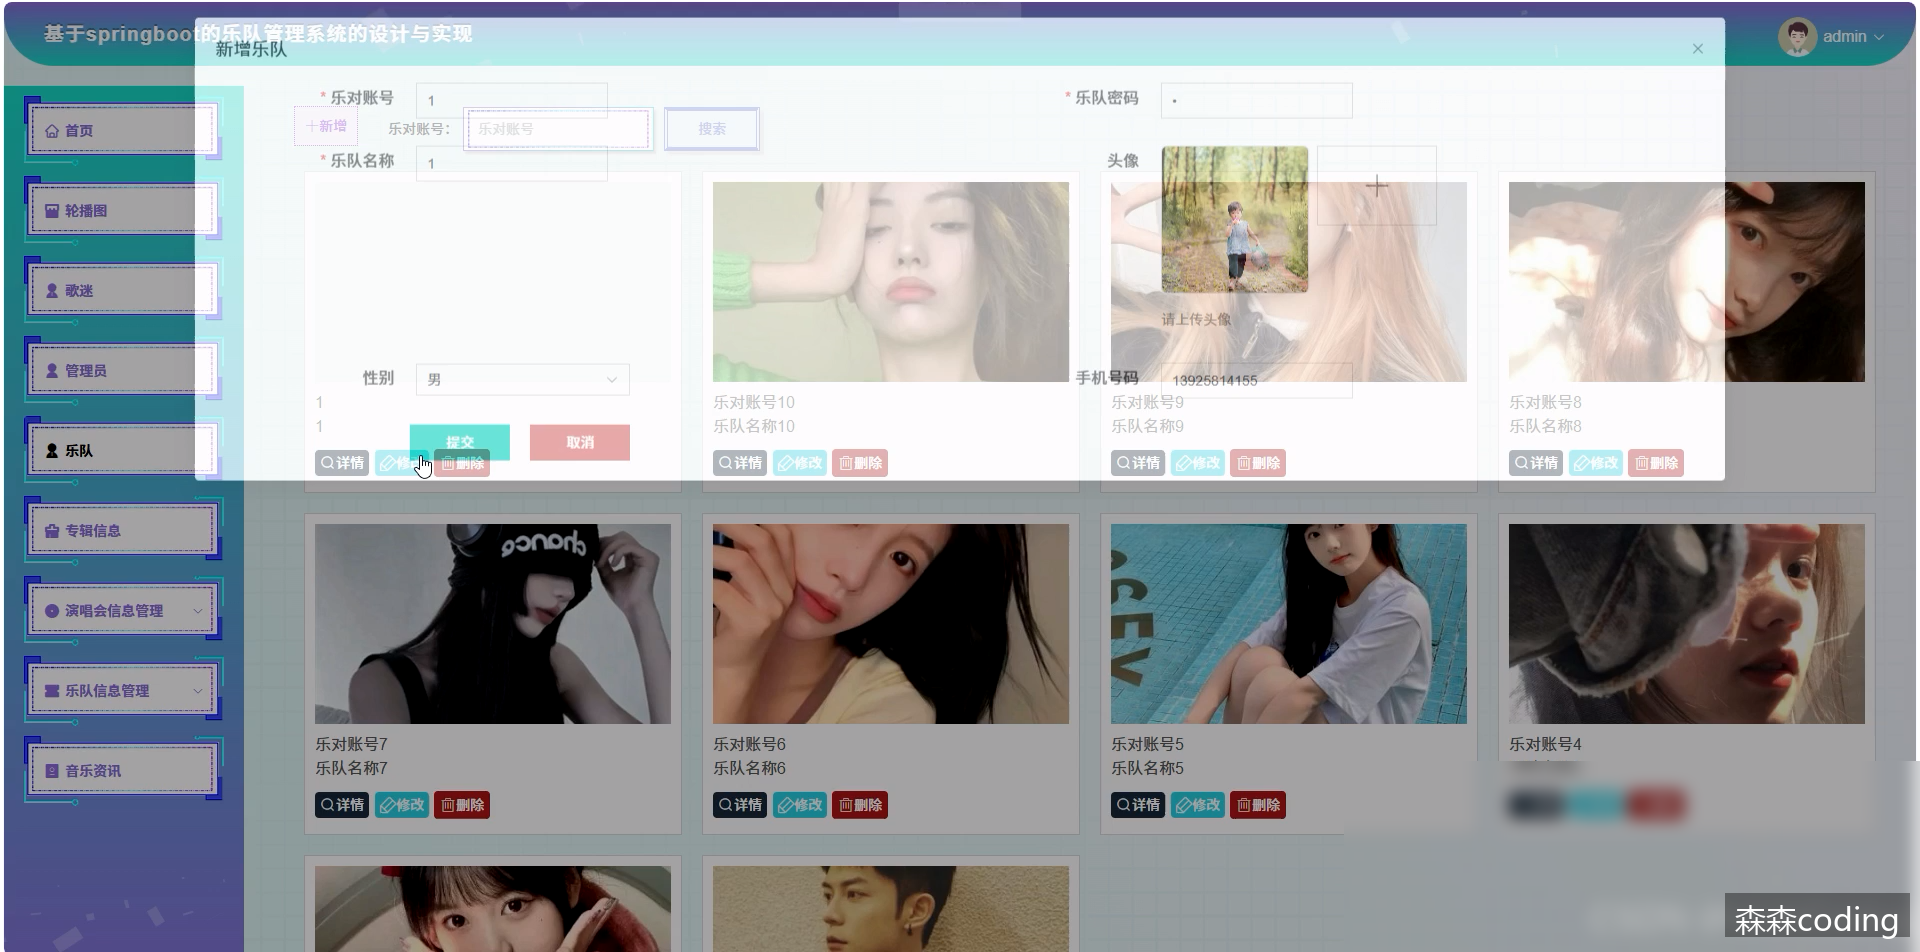 基于springboot的乐队管理系统的设计与实现
admin
新增乐队
首页
轮播图
歌迷
管理员
乐队
专辑信息
演唱会信息管理
乐队信息管理
音乐资讯
* 乐对账号
1
* 乐队密码
新增
乐对账号：
乐对账号
搜索
* 乐队名称
1
头像
请上传头像
性别
男
手机号码
13925814155
提交
取消
1
1
详情
修改
删除
乐对账号10
乐队名称10
详情
修改
删除
乐对账号9
乐队名称9
详情
修改
删除
乐对账号8
乐队名称8
详情
修改
删除
chance
乐对账号7
乐队名称7
详情
修改
删除
乐对账号6
乐队名称6
详情
修改
删除
乐对账号5
乐队名称5
详情
修改
删除
乐对账号4
森森coding